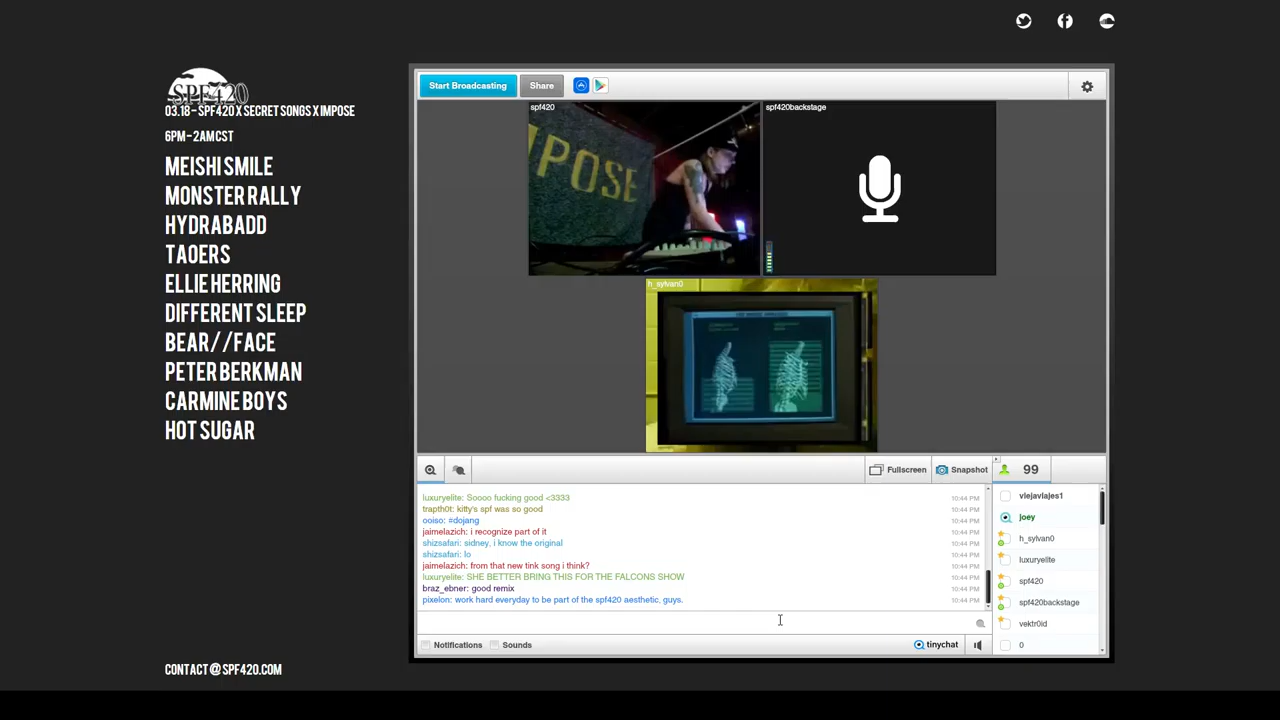 SPF420
03.18 - SPF420 X SECRET SONGS X IMPOSE
6PM - 2AM CST
MEISHI SMILE
MONSTER RALLY
HYDRABADD
TAOERS
ELLIE HERRING
DIFFERENT SLEEP
BEAR//FACE
PETER BERKMAN
CARMINE BOYS
HOT SUGAR
CONTACT@SPF420.COM
Start Broadcasting
Share
spf420
MPOSE
spf420backstage
h_sylvan0
Fullscreen
Snapshot
99
luxuryelite: Soooo fucking good <3333 10:44 PM
trapth0t: kitty's spf was so good 10:44 PM
ooiso: #dojang 10:44 PM
jaimelazich: i recognize part of it 10:44 PM
shizsafari: sidney, i know the original 10:44 PM
shizsafari: lo 10:44 PM
jaimelazich: from that new tink song i think? 10:44 PM
luxuryelite: SHE BETTER BRING THIS FOR THE FALCONS SHOW 10:44 PM
braz_ebner: good remix 10:44 PM
pixelon: work hard everyday to be part of the spf420 aesthetic, guys. 10:44 PM
Notifications
Sounds
tinychat
viejaviajes1
joey
h_sylvan0
luxuryelite
spf420
spf420backstage
vektr0id
0